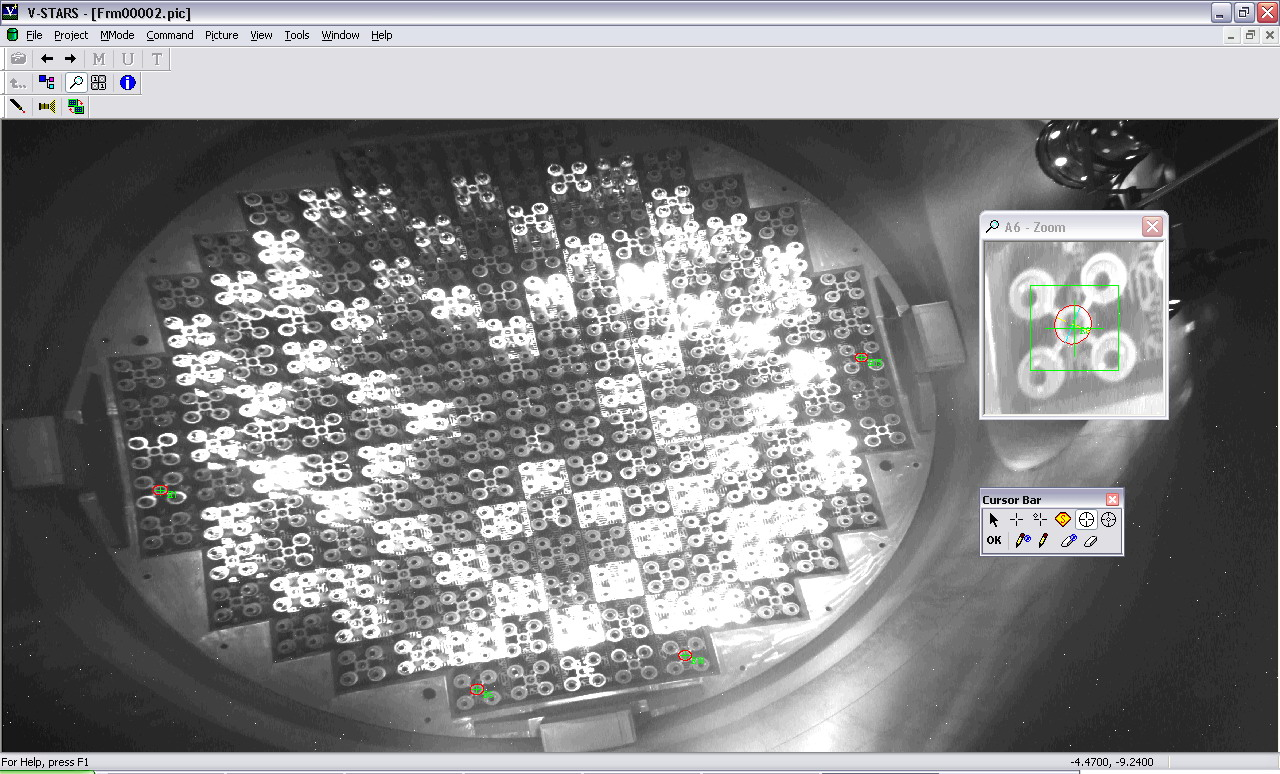 V-STARS - [Frm00002.pic]
File Project MMode Command Picture View Tools Window Help
M U T
A6 - Zoom
Cursor Bar
S
OK
For Help, press F1
-4.4700, -9.2400